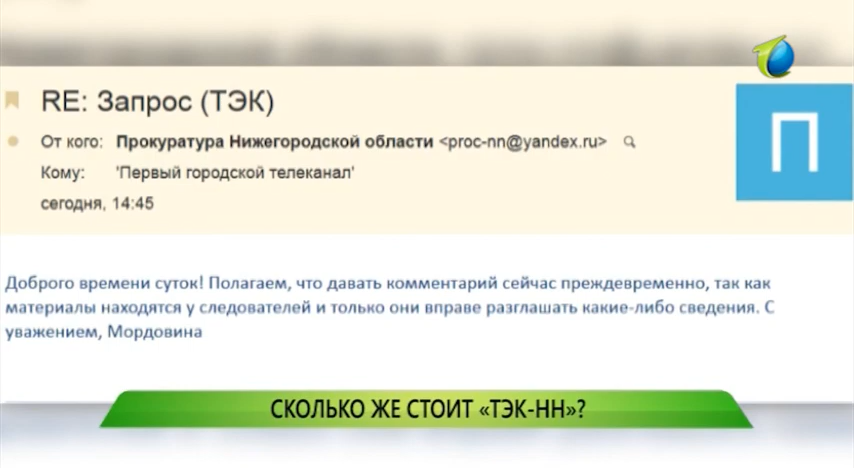 RE: Запрос (ТЭК)
От кого: Прокуратура Нижегородской области <proc-nn@yandex.ru>
Кому: 'Первый городской телеканал'
сегодня, 14:45
П
Доброго времени суток! Полагаем, что давать комментарий сейчас преждевременно, так как
материалы находятся у следователей и только они вправе разглашать какие-либо сведения. С
уважением, Мордовина
СКОЛЬКО ЖЕ СТОИТ «ТЭК-НН»?